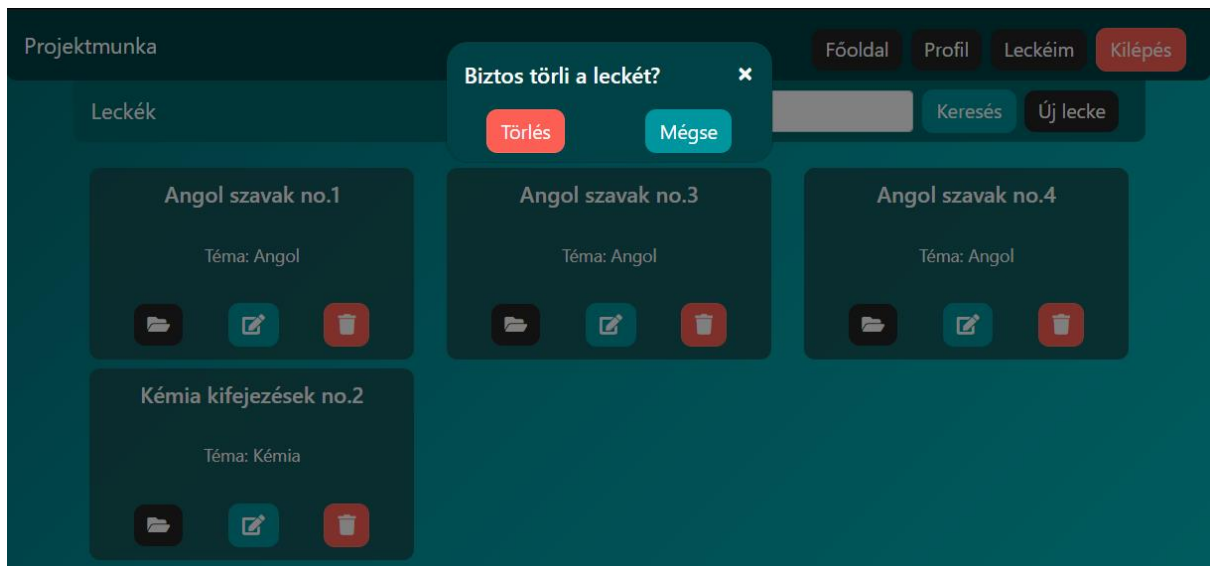 Projektmunka
Főoldal Profil Leckéim Kilépés
Biztos törli a leckét?
Törlés Mégse
Leckék
Keresés Új lecke
Angol szavak no.1
Téma: Angol
Angol szavak no.3
Téma: Angol
Angol szavak no.4
Téma: Angol
Kémia kifejezések no.2
Téma: Kémia